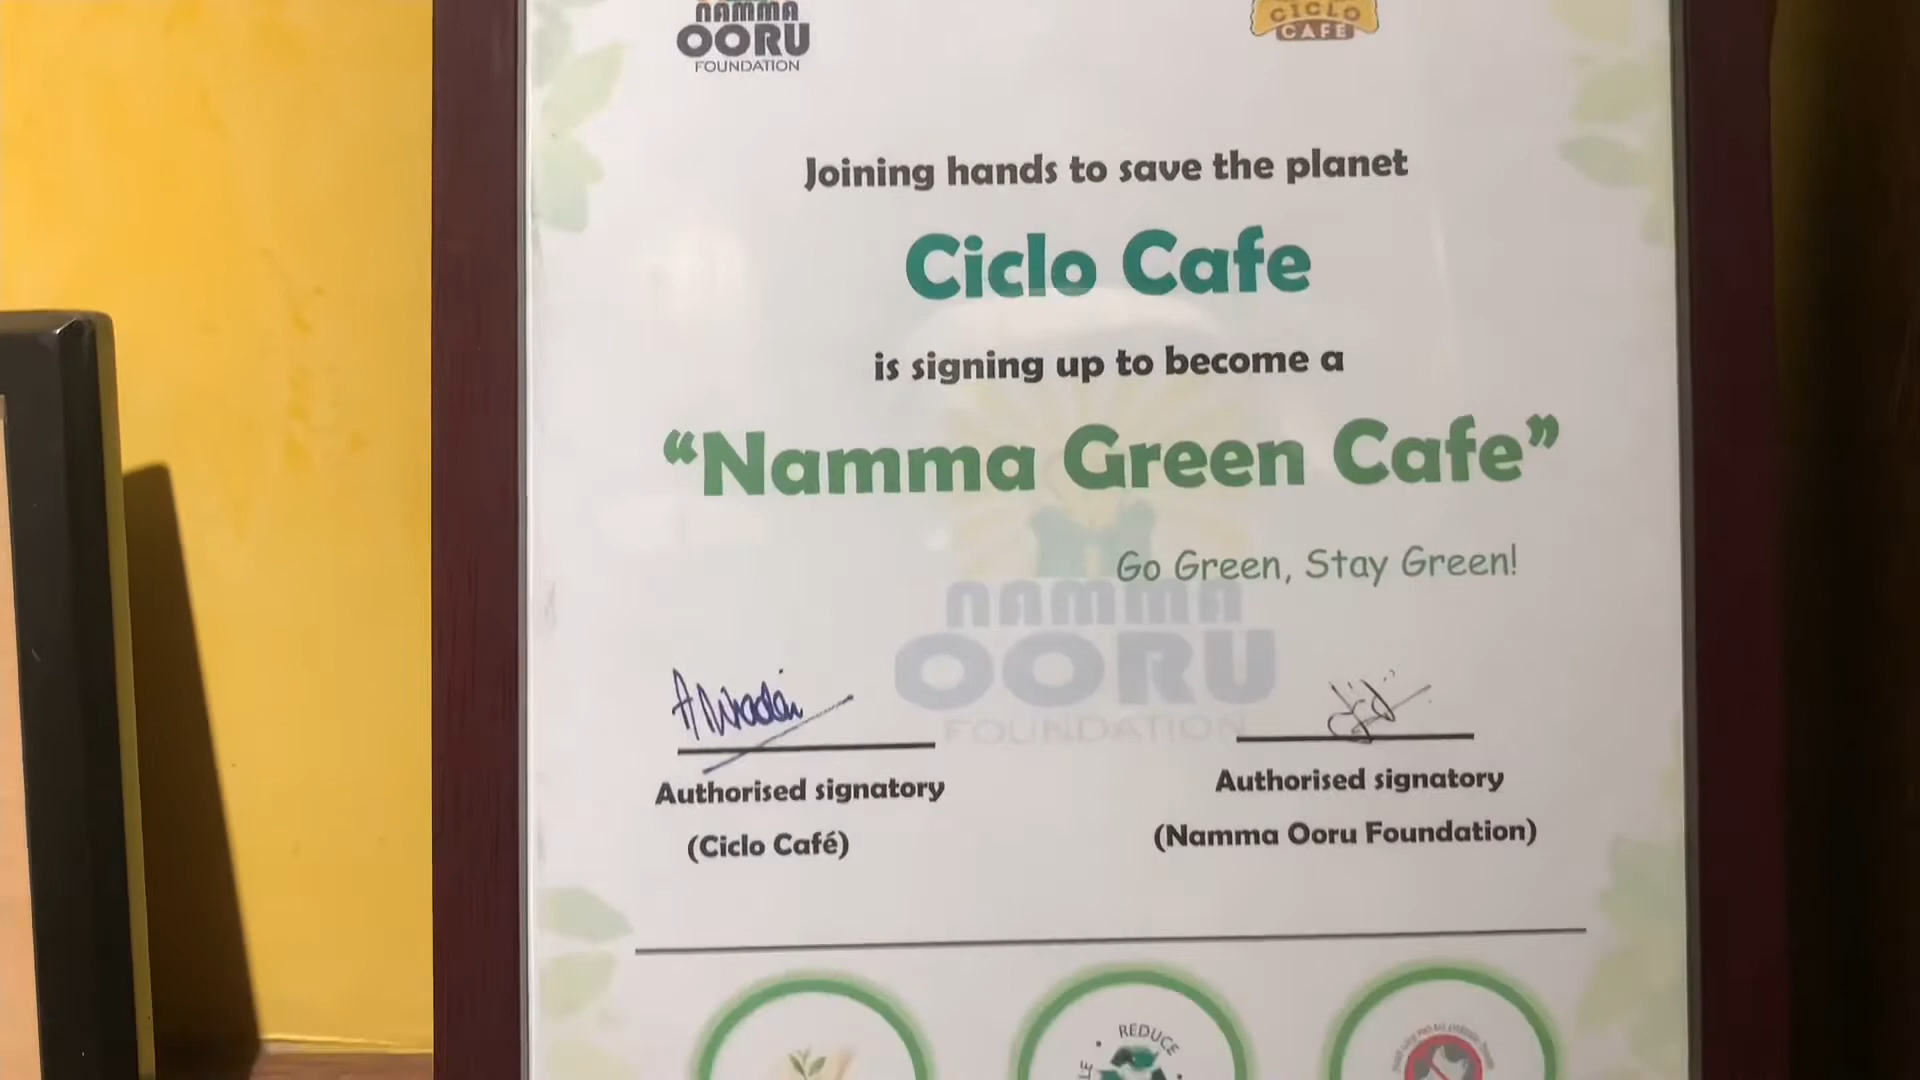 NAMMA
OORU
FOUNDATION
CICLO
CAFE
Joining hands to save the planet
Ciclo Cafe
is signing up to become a
“Namma Green Cafe”
Go Green, Stay Green!
NAMMA
OORU
FOUNDATION
Authorised signatory
(Ciclo Café)
Authorised signatory
(Namma Ooru Foundation)
REDUCE